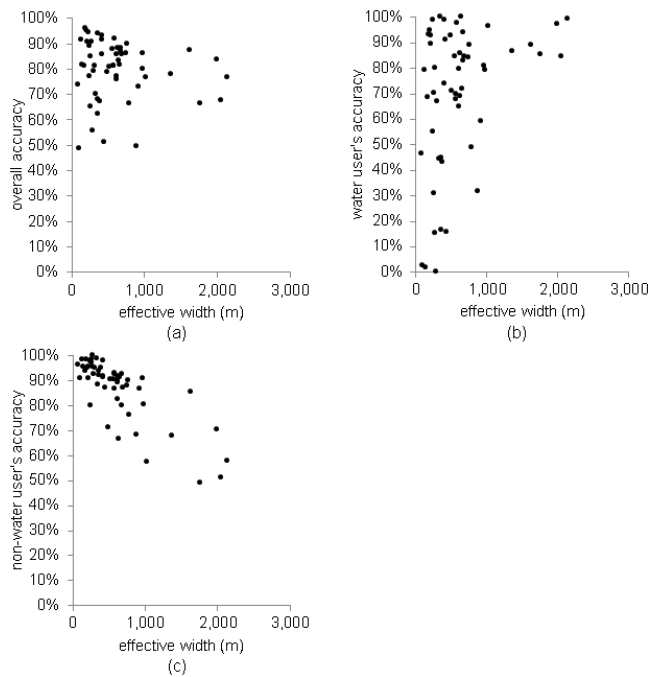 100%
90%
80%
70%
60%
50%
40%
30%
20%
10%
0%
overall accuracy
0 1,000 2,000 3,000
effective width (m)
(a)
100%
90%
80%
70%
60%
50%
40%
30%
20%
10%
0%
water user's accuracy
0 1,000 2,000 3,000
effective width (m)
(b)
100%
90%
80%
70%
60%
50%
40%
30%
20%
10%
0%
non-water user's accuracy
0 1,000 2,000 3,000
effective width (m)
(c)